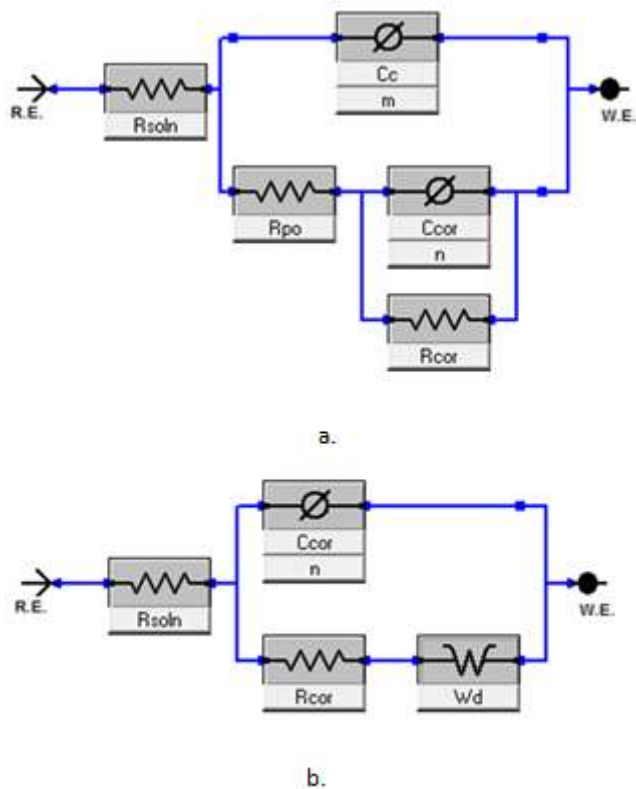 Cc
m
R.E.
Rsoln
W.E.
Rpo
Ccor
n
Rcor
a.
Ccor
n
R.E.
Rsoln
W.E.
Rcor
Wd
b.